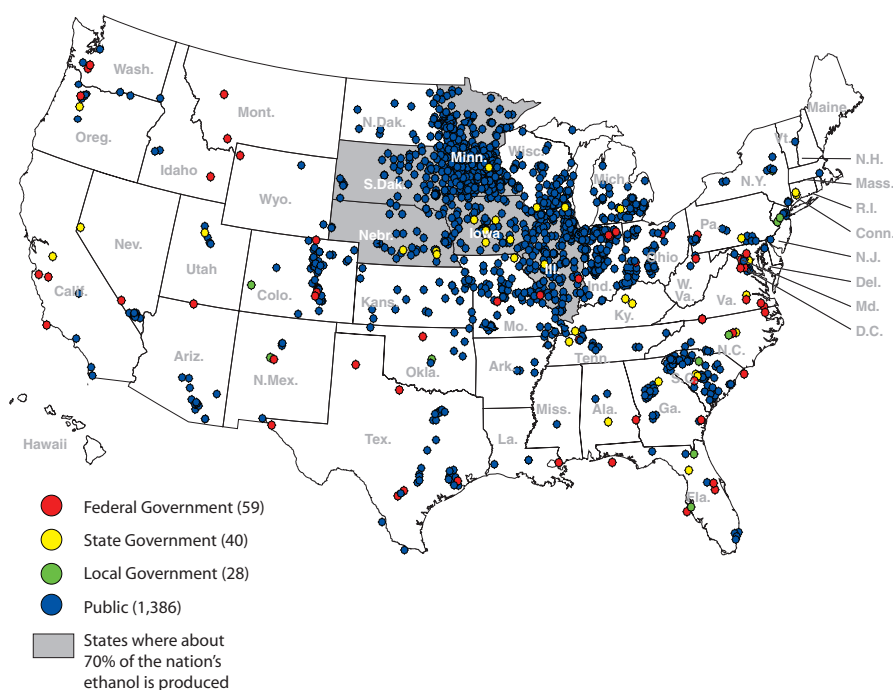 Wash.
Mont.
N.Dak.
Minn.
Wisc.
Mich.
Vt.
Maine
N.H.
Mass.
R.I.
Conn.
N.J.
Del.
Md.
D.C.
Oreg.
Idaho
Wyo.
S.Dak.
N.Y.
Pa.
Nebr.
Iowa
Ill.
Ind.
Ohio
Nev.
Utah
Colo.
Kans.
Mo.
Ky.
W.
Va.
Va.
Calif.
Ariz.
N.Mex.
Okla.
Ark.
Tenn.
N.C.
S.C.
Tex.
La.
Miss.
Ala.
Ga.
Fla.
Hawaii
Federal Government (59)
State Government (40)
Local Government (28)
Public (1,386)
States where about
70% of the nation's
ethanol is produced